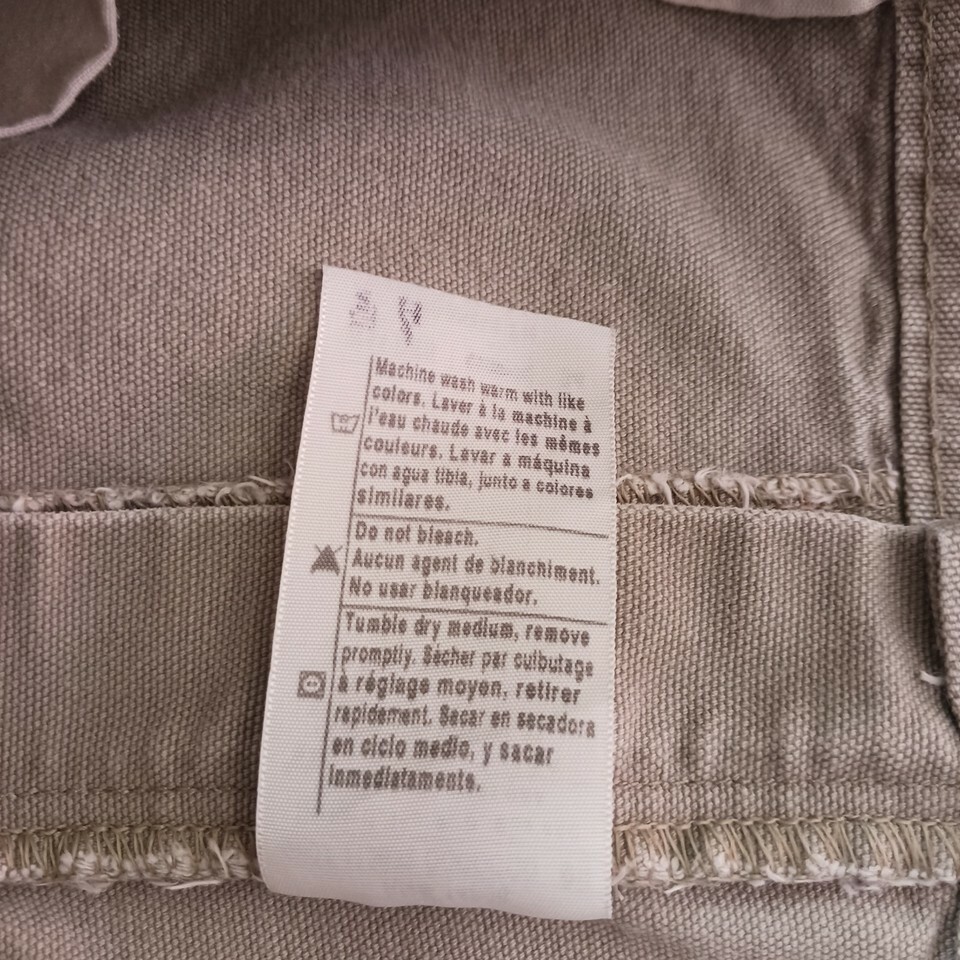 Machine wash warm with like
colors. Laver à la machine à
l'eau chaude avec les mêmes
couleurs. Lavar a máquina
con agua tibia, junto a colores
similares.
Do not bleach.
Aucun agent de blanchiment.
No usar blanqueador.
Tumble dry medium, remove
promptly. Sécher par culbutage
à réglage moyen, retirer
rapidement. Secar en secadora
en ciclo medio, y sacar
inmediatamente.